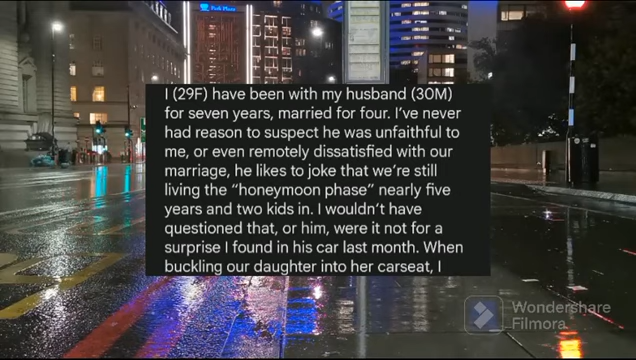 Park Plaza
I (29F) have been with my husband (30M)
for seven years, married for four. I’ve never
had reason to suspect he was unfaithful to
me, or even remotely dissatisfied with our
marriage, he likes to joke that we’re still
living the “honeymoon phase” nearly five
years and two kids in. I wouldn’t have
questioned that, or him, were it not for a
surprise I found in his car last month. When
buckling our daughter into her carseat, I
Wondershare
Filmora